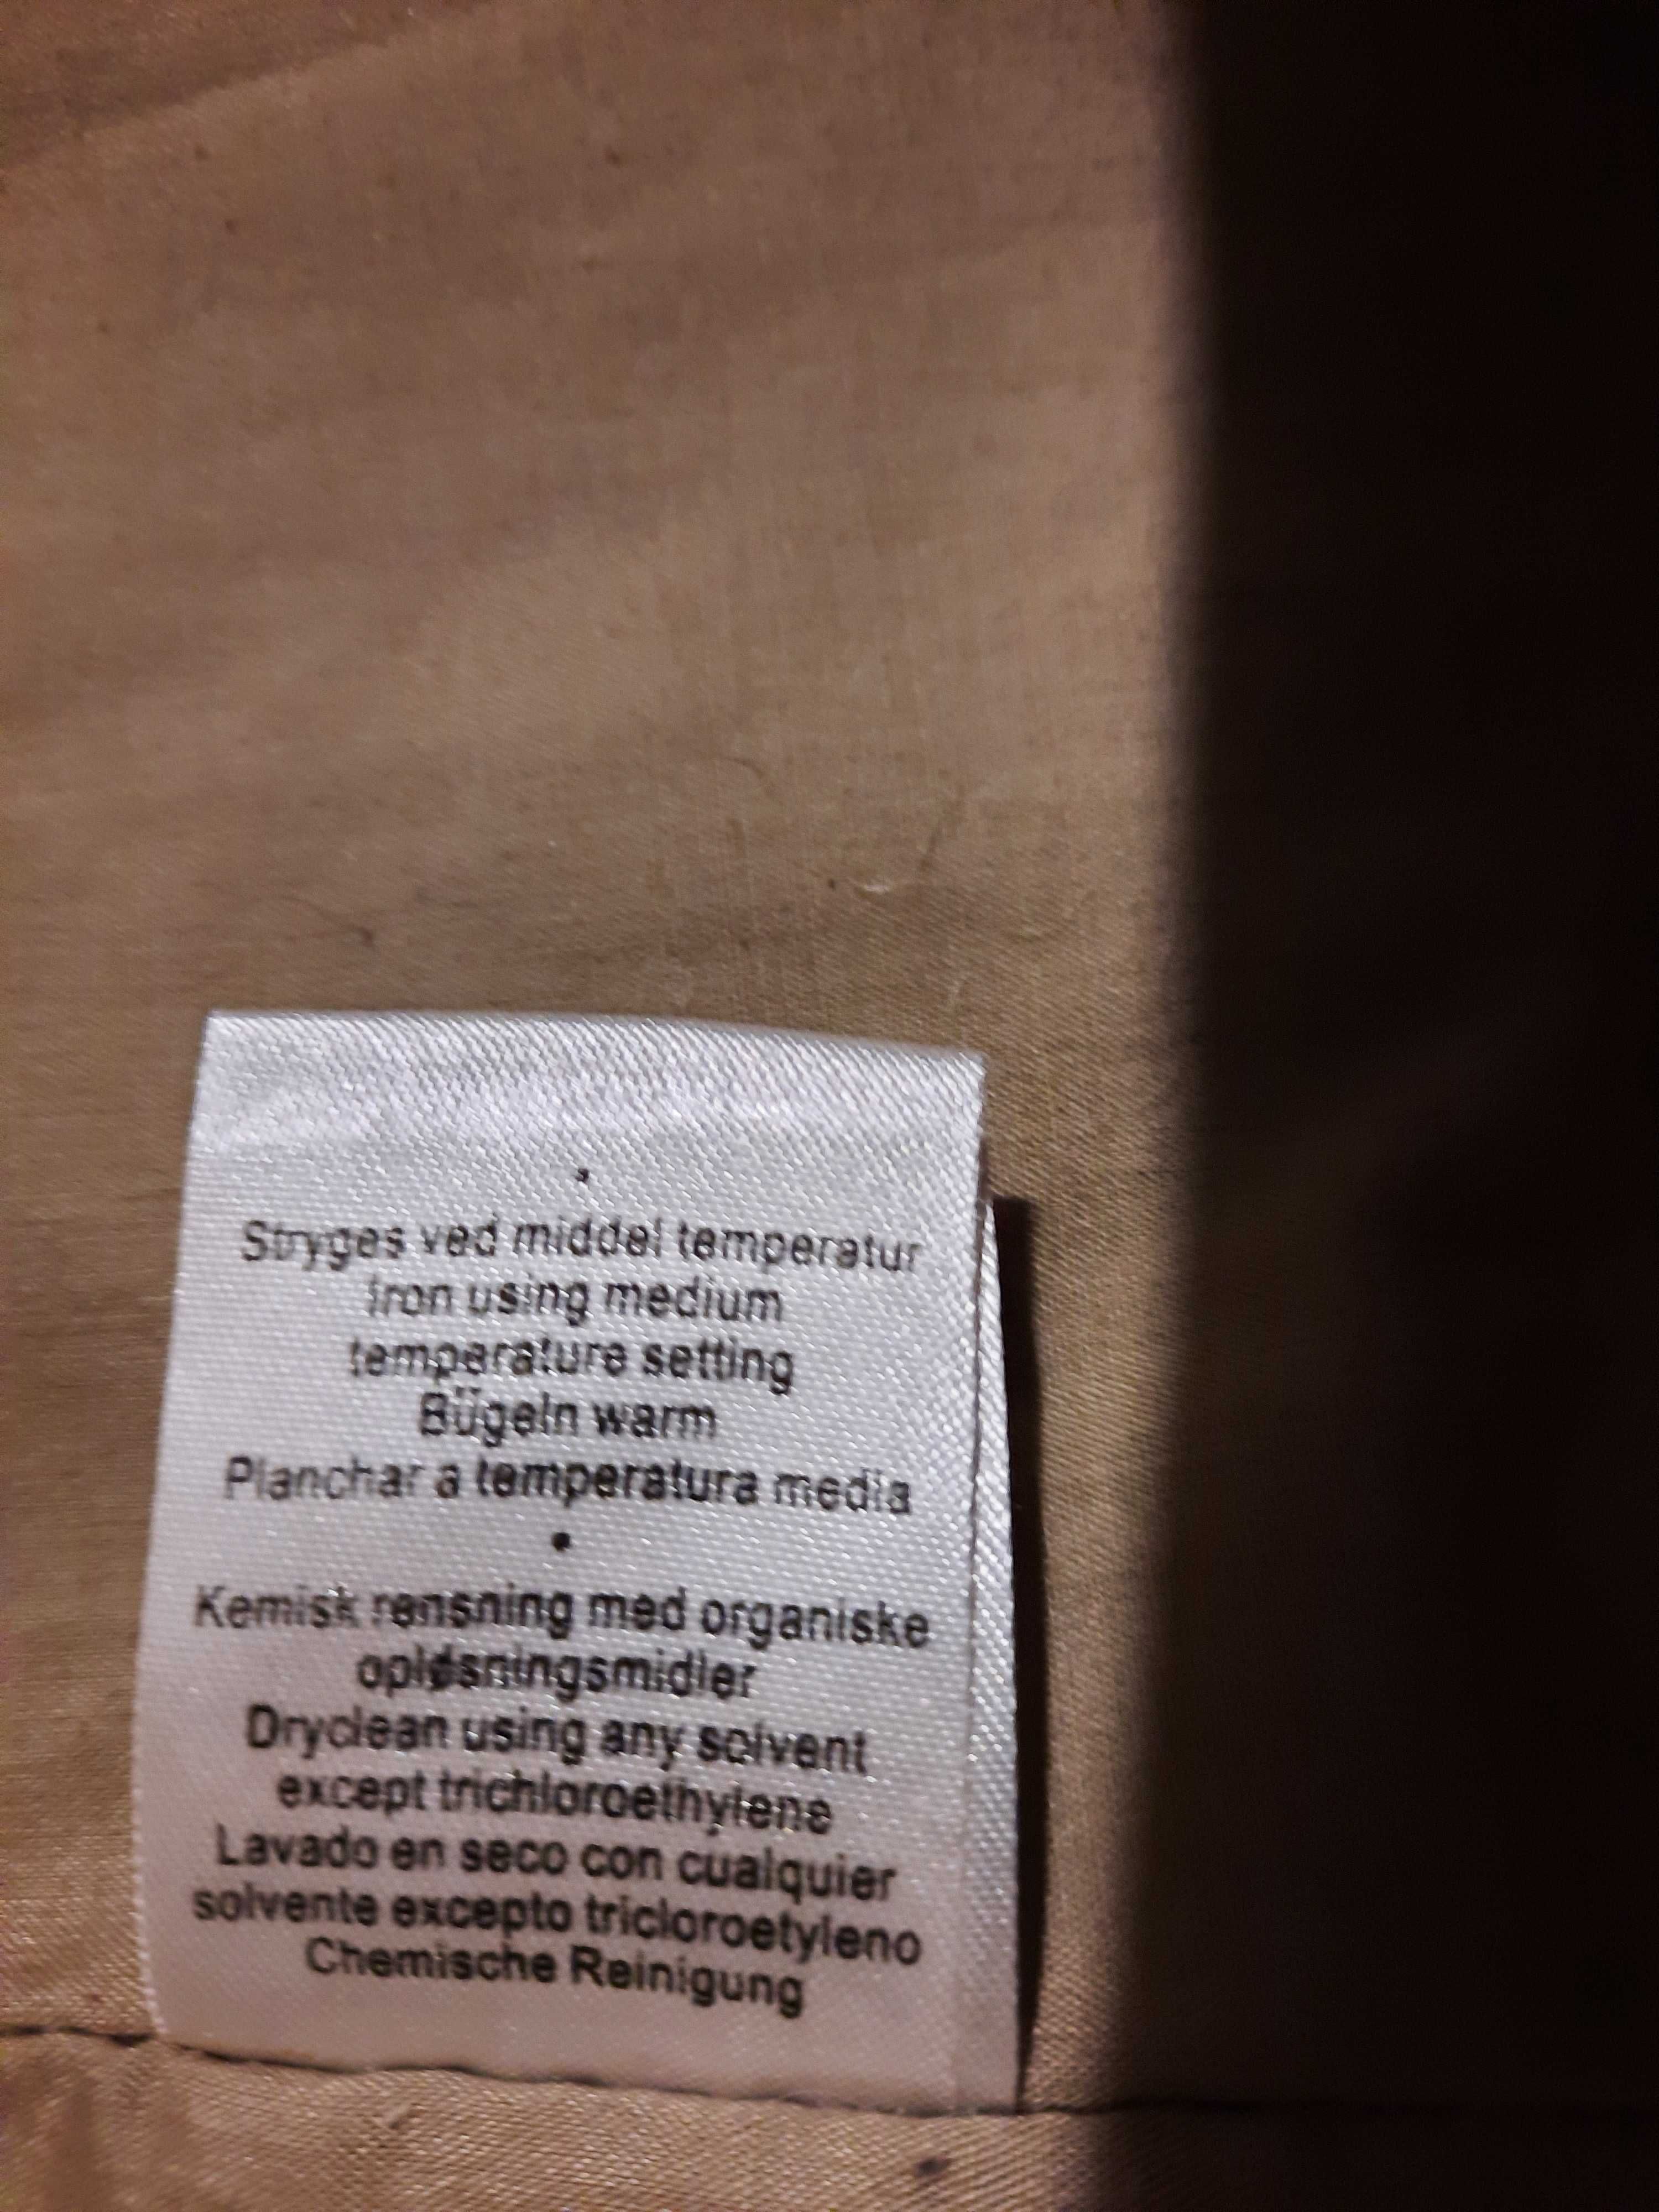 Stryges ved middel temperatur
Iron using medium
temperature setting
Bügeln warm
Planchar a temperatura media
•
Kemisk rensning med organiske
opløsningsmidler
Dryclean using any solvent
except trichloroethylene
Lavado en seco con cualquier
solvente excepto tricloroetyleno
Chemische Reinigung